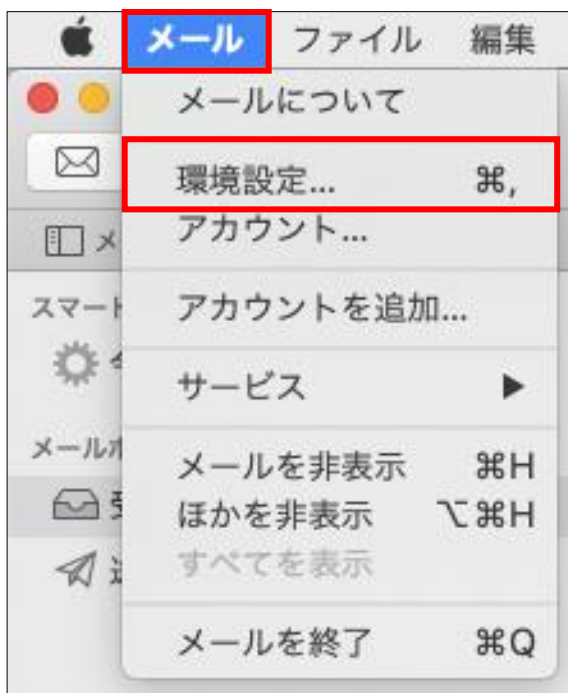 メール ファイル 編集
メールについて
環境設定... ⌘,
アカウント...
アカウントを追加...
サービス ▶
メールを非表示 ⌘H
ほかを非表示 ⌥⌘H
すべてを表示
メールを終了 ⌘Q
メ
スマート
メール